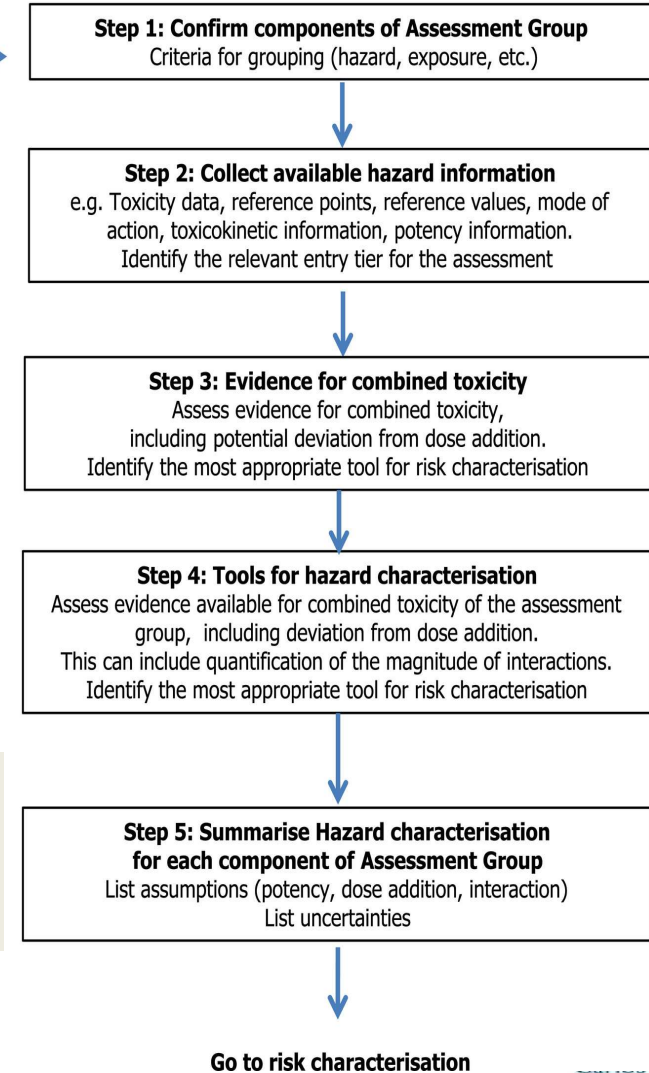 Step 1: Confirm components of Assessment Group
Criteria for grouping (hazard, exposure, etc.)
Step 2: Collect available hazard information
e.g. Toxicity data, reference points, reference values, mode of
action, toxicokinetic information, potency information.
Identify the relevant entry tier for the assessment
Step 3: Evidence for combined toxicity
Assess evidence for combined toxicity,
including potential deviation from dose addition.
Identify the most appropriate tool for risk characterisation
Step 4: Tools for hazard characterisation
Assess evidence available for combined toxicity of the assessment
group, including deviation from dose addition.
This can include quantification of the magnitude of interactions.
Identify the most appropriate tool for risk characterisation
Step 5: Summarise Hazard characterisation
for each component of Assessment Group
List assumptions (potency, dose addition, interaction)
List uncertainties
Go to risk characterisation